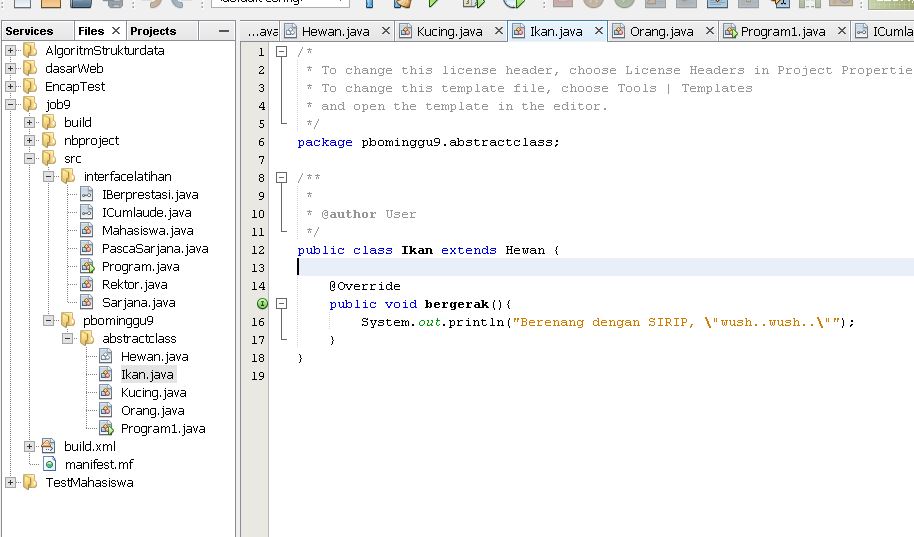 <default config>
Services Files Projects
...ava Hewan.java Kucing.java Ikan.java Orang.java Program1.java ICumla
AlgoritmStrukturdata
dasarWeb
EncapTest
job9
build
nbproject
src
interfacelatihan
IBerprestasi.java
ICumlaude.java
Mahasiswa.java
PascaSarjana.java
Program.java
Rektor.java
Sarjana.java
pbominggu9
abstractclass
Hewan.java
Ikan.java
Kucing.java
Orang.java
Program1.java
build.xml
manifest.mf
TestMahasiswa
1 /*
2 * To change this license header, choose License Headers in Project Propertie
3 * To change this template file, choose Tools | Templates
4 * and open the template in the editor.
5 */
6 package pbominggu9.abstractclass;
7
8 /**
9 *
10 * @author User
11 */
12 public class Ikan extends Hewan {
13
14 @Override
public void bergerak(){
16 System.out.println("Berenang dengan SIRIP, \"wush..wush..\"");
17 }
18 }
19